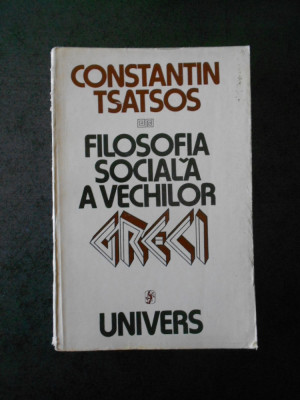 CONSTANTIN
TSATSOS
FILOSOFIA
SOCIALĂ
A VECHILOR
GRECI
UNIVERS